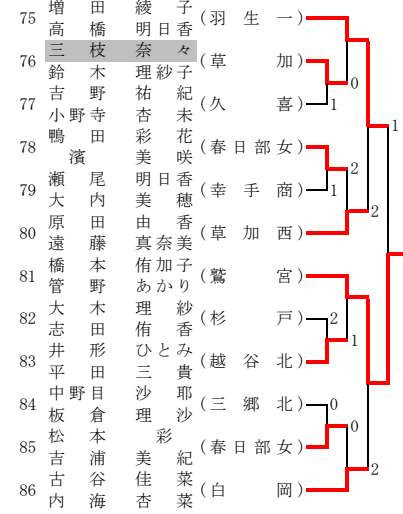 増田 綾子
75 (羽生一)
高橋 明日香
三枝 奈々
76 (草加) 0
鈴木 理紗子
吉野 祐紀
77 (久喜) 1
小野寺 杏未
1
鴨田 彩花
78 (春日部女)
濱 美咲
2
瀬尾 明日香
79 (幸手商) 1
大内 美穂
原田 由香
80 (草加西) 2
遠藤 真奈美
橋本 侑加子
81 (鷲宮)
管野 あかり
大木 理紗
82 (杉戸) 2
志田 侑香
1
井形 ひとみ
83 (越谷北)
平田 三貴
中野目 沙耶
84 (三郷北) 0
板倉 理沙
0
松本 彩
85 (春日部女)
吉浦 美紀
2
古谷 佳菜
86 (白岡)
内海 杏菜